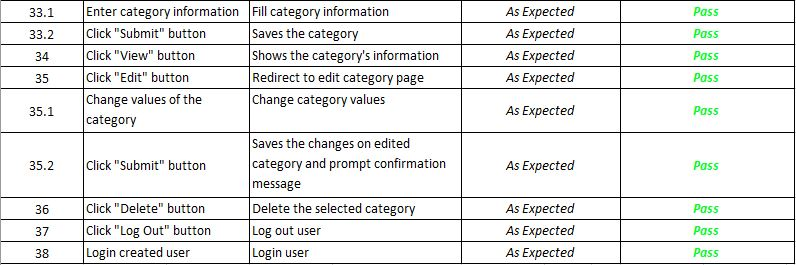 33.1 Enter category information Fill category information As Expected Pass
33.2 Click "Submit" button Saves the category As Expected Pass
34 Click "View" button Shows the category's information As Expected Pass
35 Click "Edit" button Redirect to edit category page As Expected Pass
35.1 Change values of the category Change category values As Expected Pass
35.2 Click "Submit" button Saves the changes on edited category and prompt confirmation message As Expected Pass
36 Click "Delete" button Delete the selected category As Expected Pass
37 Click "Log Out" button Log out user As Expected Pass
38 Login created user Login user As Expected Pass